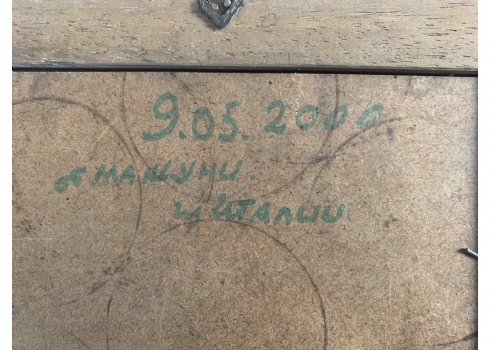 9.05.2000
от мамуни.
из Италии